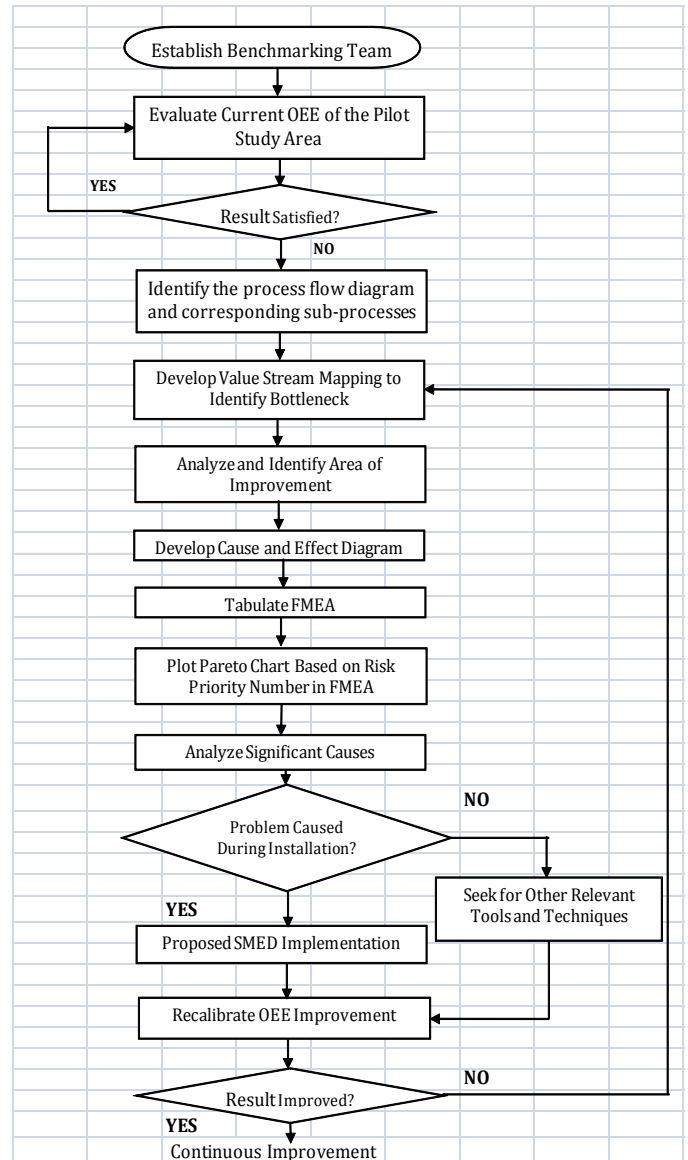 Establish Benchmarking Team
Evaluate Current OEE of the Pilot
Study Area
YES
Result Satisfied?
NO
Identify the process flow diagram
and corresponding sub-processes
Develop Value Stream Mapping to
Identify Bottleneck
Analyze and Identify Area of
Improvement
Develop Cause and Effect Diagram
Tabulate FMEA
Plot Pareto Chart Based on Risk
Priority Number in FMEA
Analyze Significant Causes
NO
Problem Caused
During Installation?
Seek for Other Relevant
Tools and Techniques
YES
Proposed SMED Implementation
Recalibrate OEE Improvement
NO
Result Improved?
YES
Continuous Improvement